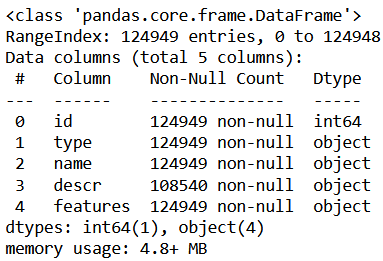 <class 'pandas.core.frame.DataFrame'>
RangeIndex: 124949 entries, 0 to 124948
Data columns (total 5 columns):
 #   Column    Non-Null Count   Dtype
---  ------    --------------   -----
 0   id        124949 non-null  int64
 1   type      124949 non-null  object
 2   name      124949 non-null  object
 3   descr     108540 non-null  object
 4   features  124949 non-null  object
dtypes: int64(1), object(4)
memory usage: 4.8+ MB